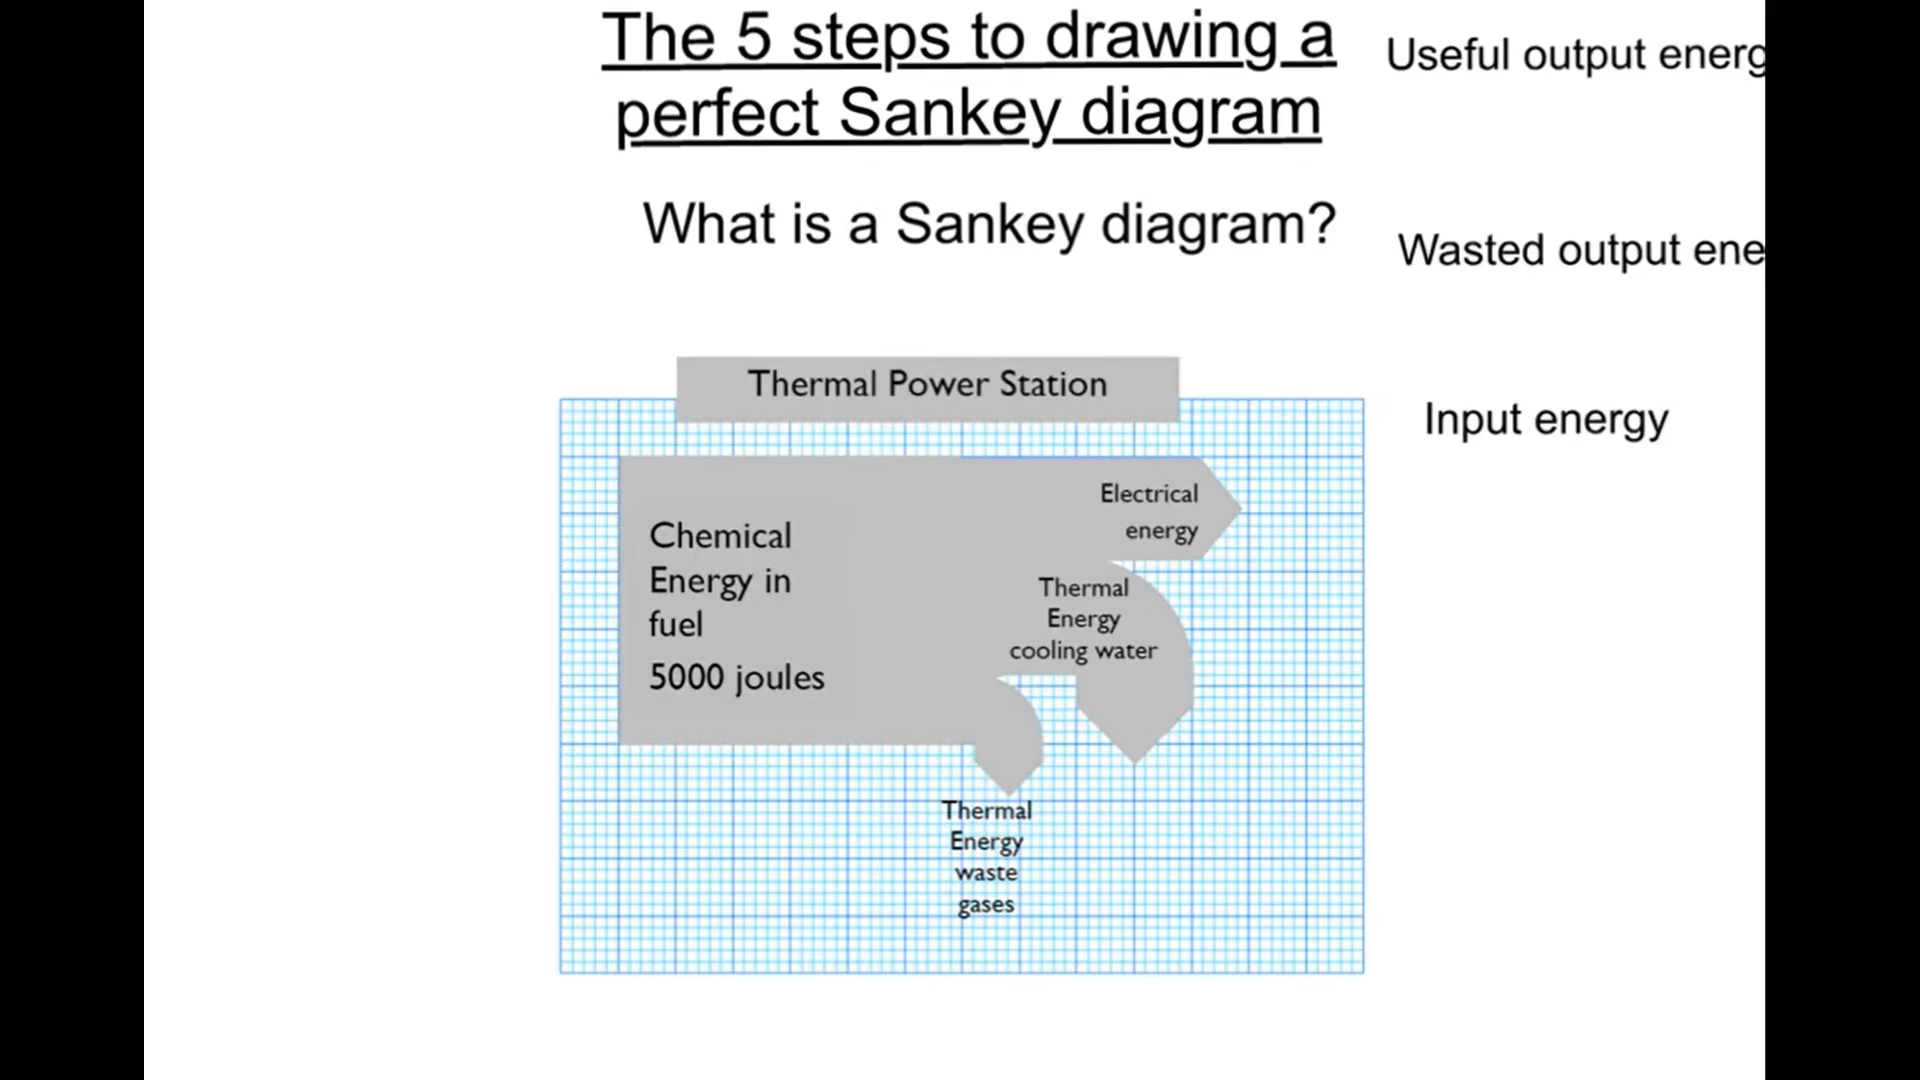 The 5 steps to drawing a
perfect Sankey diagram
What is a Sankey diagram?
Useful output energ
Wasted output ene
Input energy
Thermal Power Station
Chemical
Energy in
fuel
5000 joules
Electrical
energy
Thermal
Energy
cooling water
Thermal
Energy
waste
gases